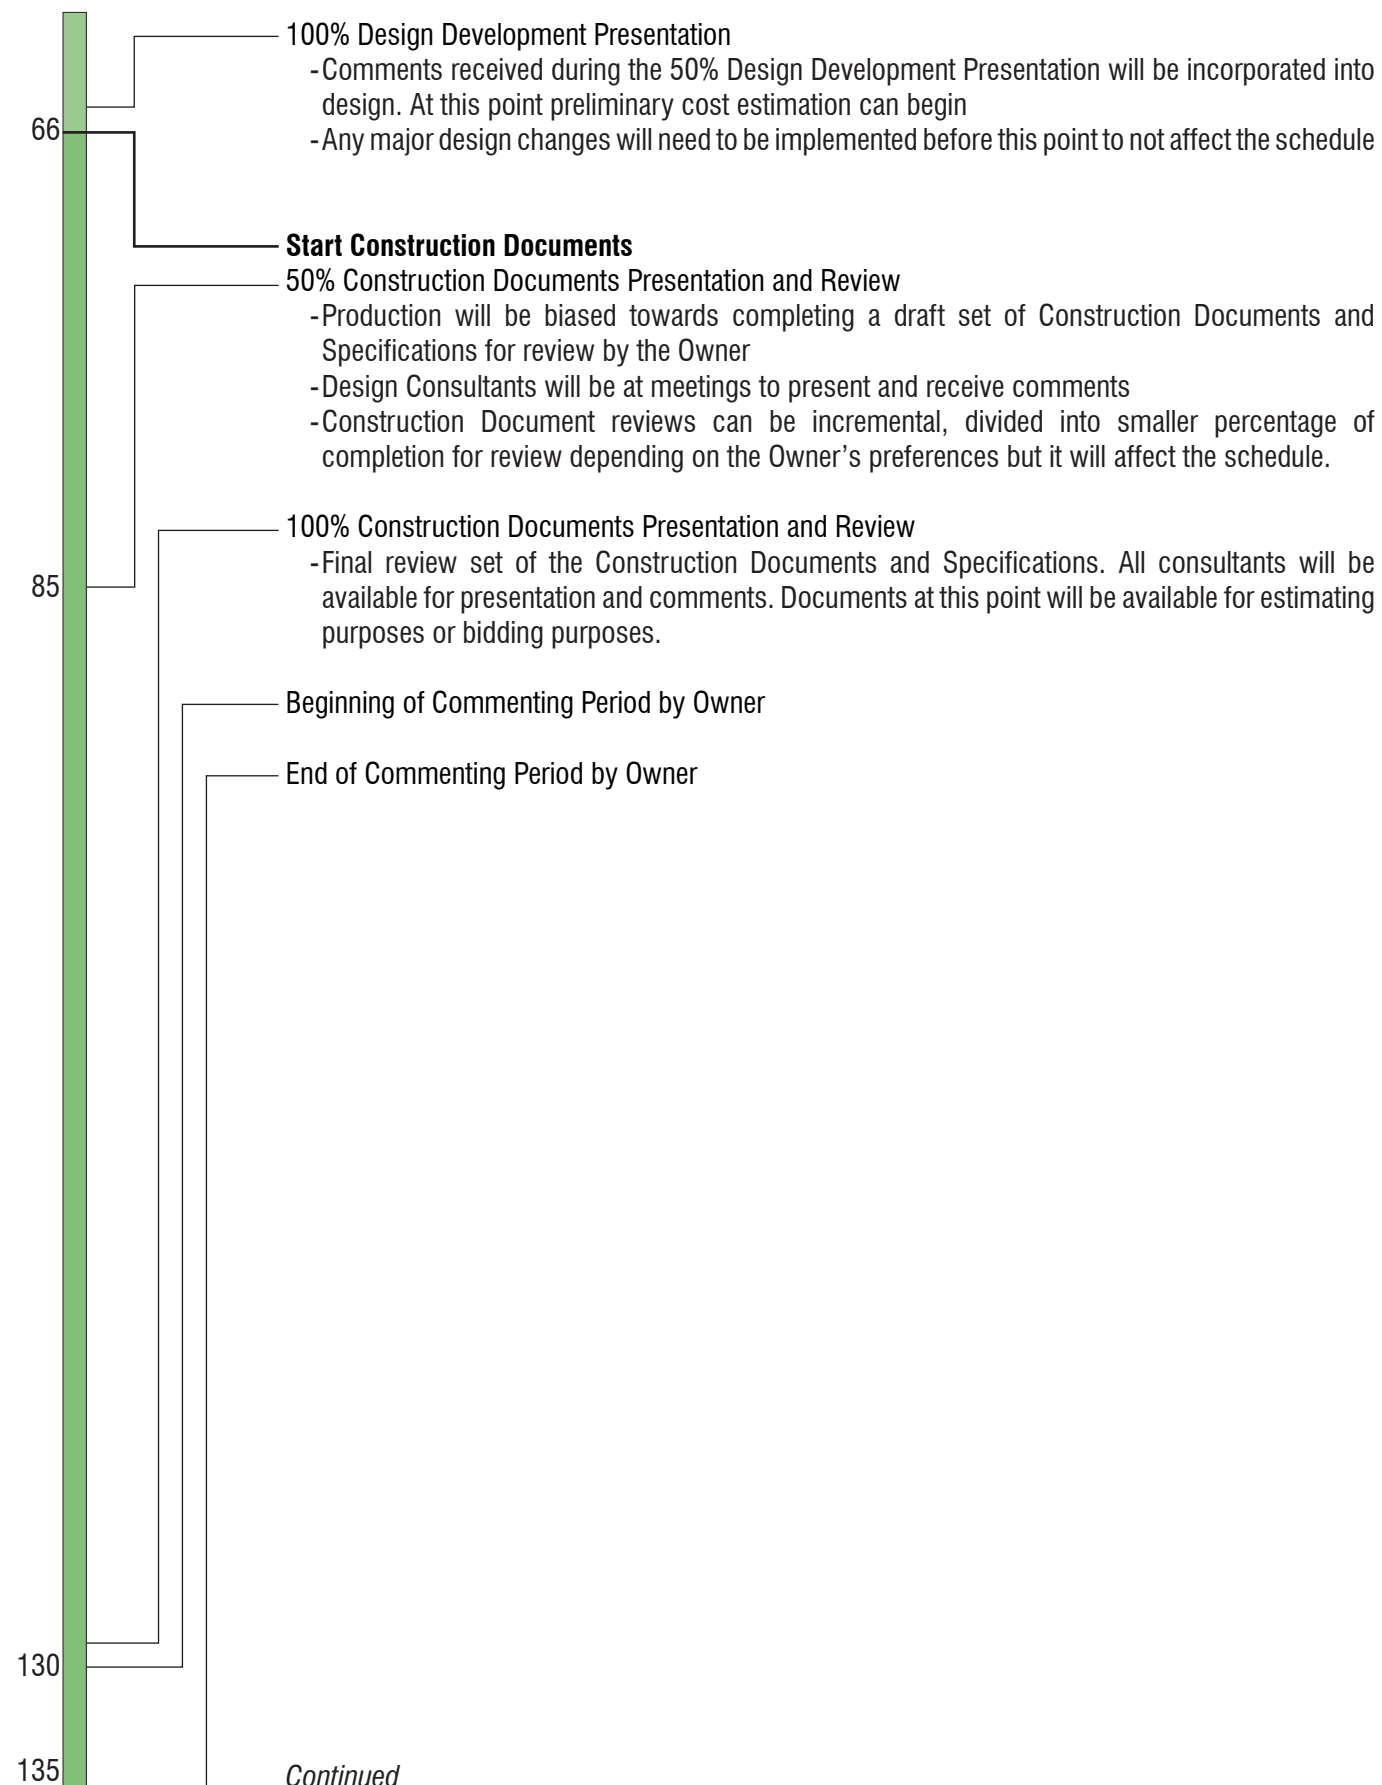 100% Design Development Presentation
-Comments received during the 50% Design Development Presentation will be incorporated into
design. At this point preliminary cost estimation can begin
66
-Any major design changes will need to be implemented before this point to not affect the schedule
Start Construction Documents
50% Construction Documents Presentation and Review
-Production will be biased towards completing a draft set of Construction Documents and
Specifications for review by the Owner
-Design Consultants will be at meetings to present and receive comments
-Construction Document reviews can be incremental, divided into smaller percentage of
completion for review depending on the Owner’s preferences but it will affect the schedule.
100% Construction Documents Presentation and Review
-Final review set of the Construction Documents and Specifications. All consultants will be
85
available for presentation and comments. Documents at this point will be available for estimating
purposes or bidding purposes.
Beginning of Commenting Period by Owner
End of Commenting Period by Owner
130
135
Continued